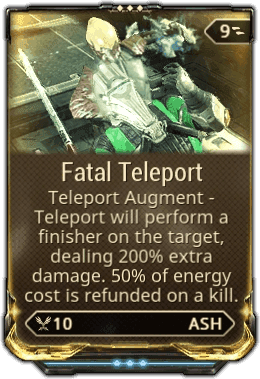 9
Fatal Teleport
Teleport Augment -
Teleport will perform a
finisher on the target,
dealing 200% extra
damage. 50% of energy
cost is refunded on a kill.
10 ASH